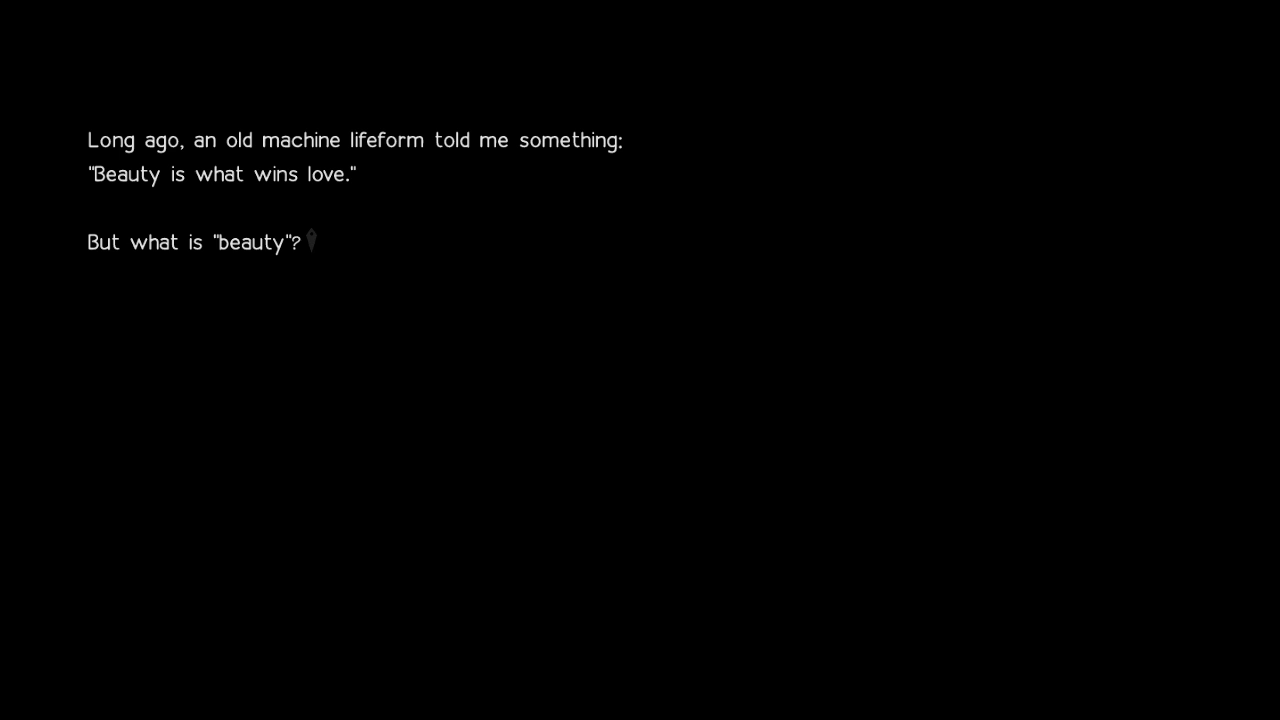 Long ago, an old machine lifeform told me something:
"Beauty is what wins love."
But what is "beauty"?